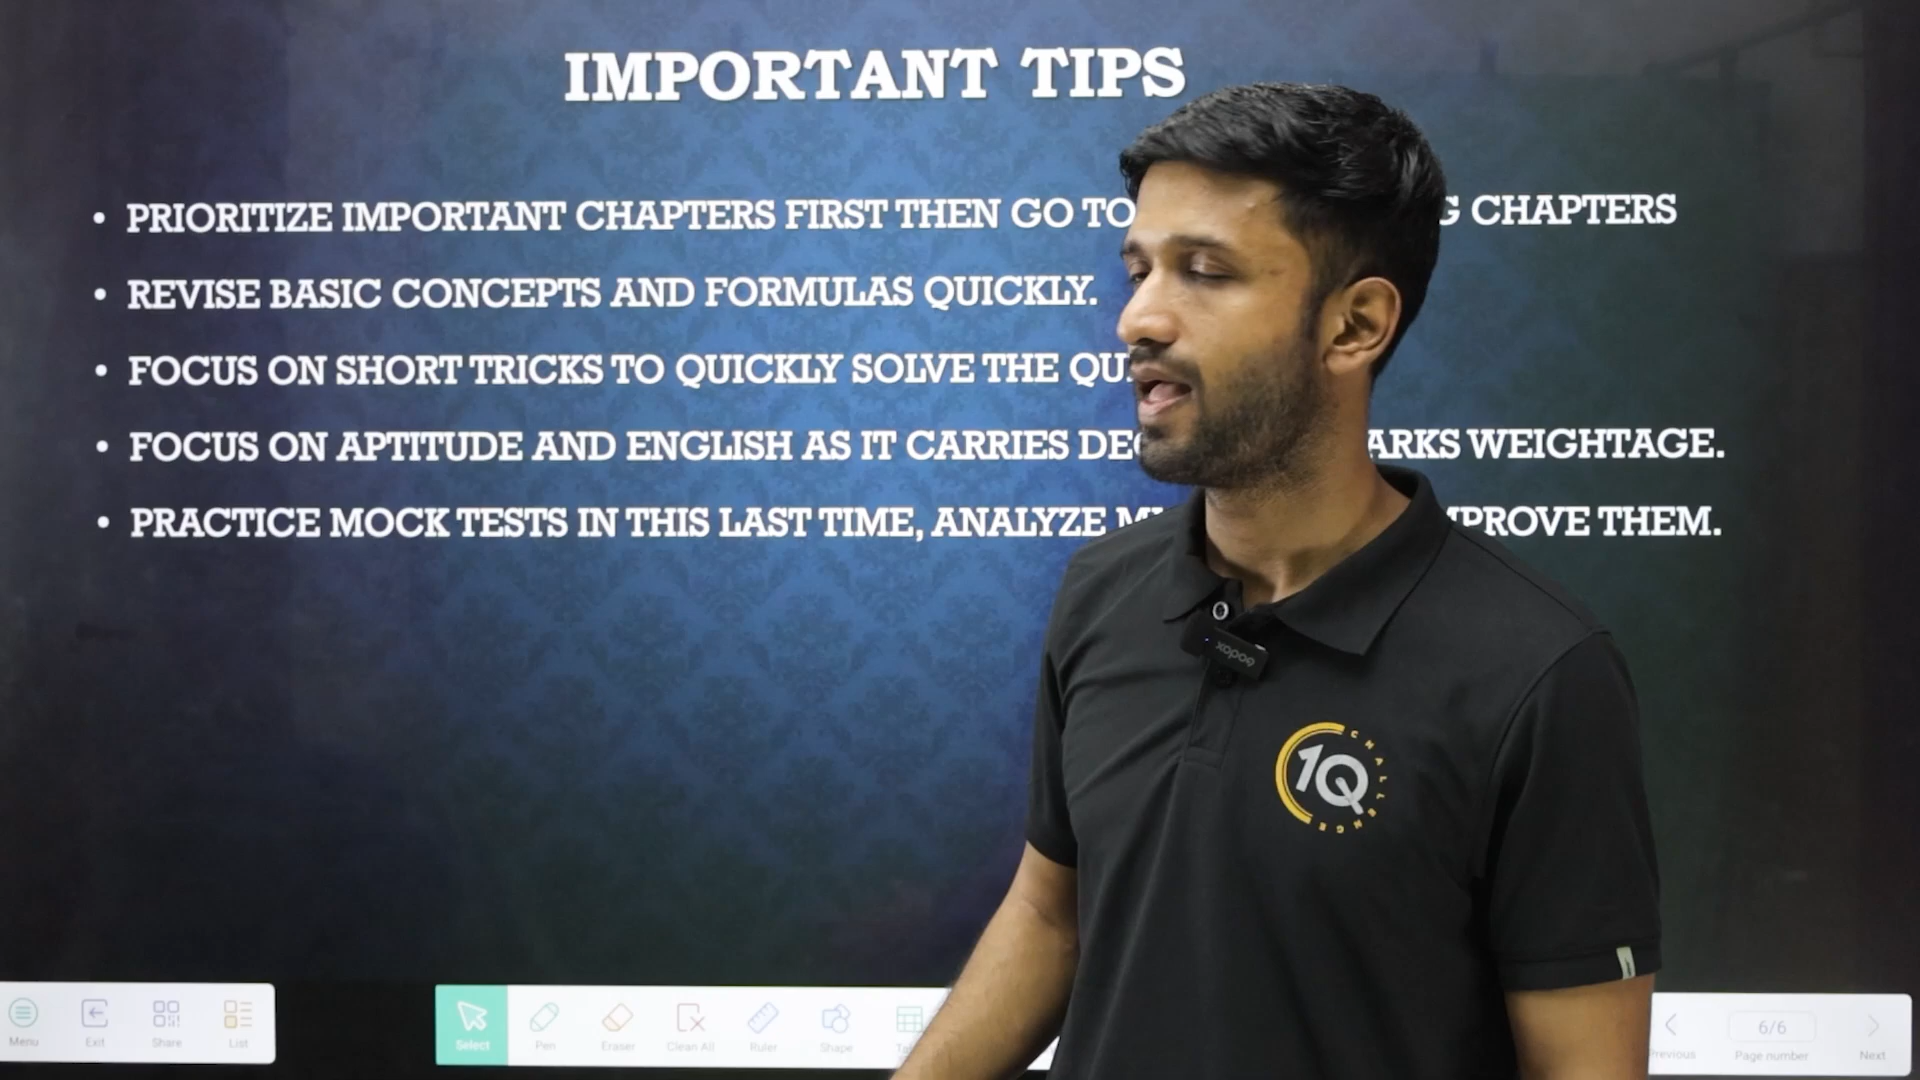 IMPORTANT TIPS
• PRIORITIZE IMPORTANT CHAPTERS FIRST THEN GO TO CHAPTERS
• REVISE BASIC CONCEPTS AND FORMULAS QUICKLY.
• FOCUS ON SHORT TRICKS TO QUICKLY SOLVE THE
• FOCUS ON APTITUDE AND ENGLISH AS IT CARRIES WEIGHTAGE.
• PRACTICE MOCK TESTS IN THIS LAST TIME, ANALYZE THEM.
Godox
1Q
CHALLENGE
Menu Exit Share List Select Pen Eraser Clean All Ruler Shape 6/6
Previous Page number Next